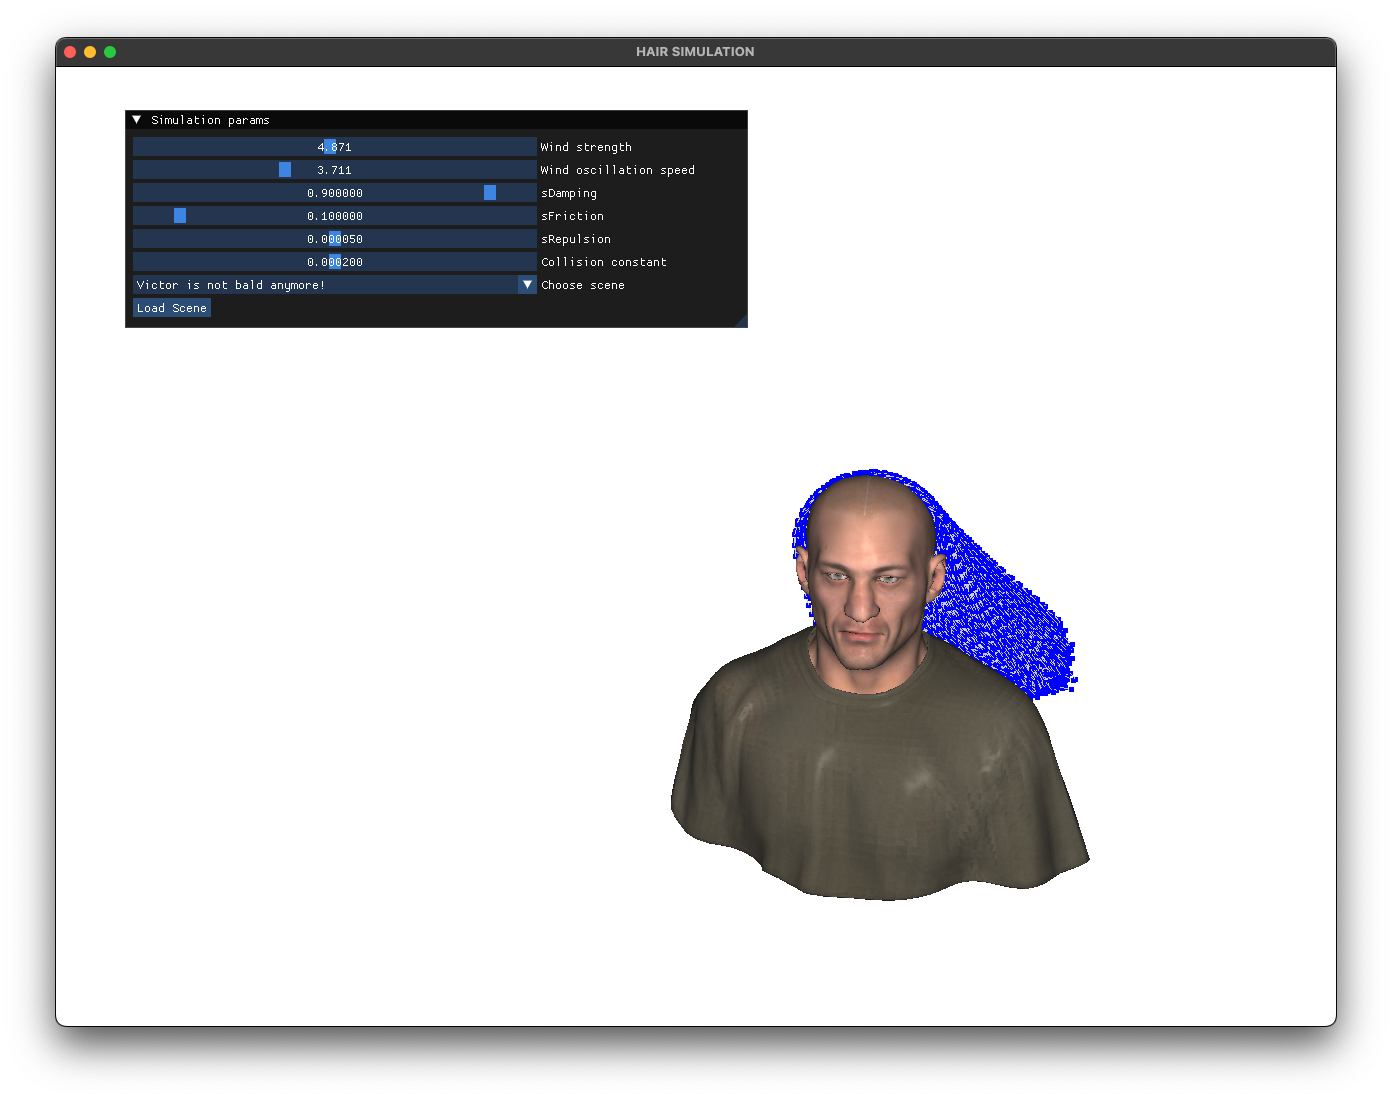 HAIR SIMULATION
Simulation params
4.871 Wind strength
3.711 Wind oscillation speed
0.900000 sDamping
0.100000 sFriction
0.000050 sRepulsion
0.000200 Collision constant
Victor is not bald anymore! Choose scene
Load Scene